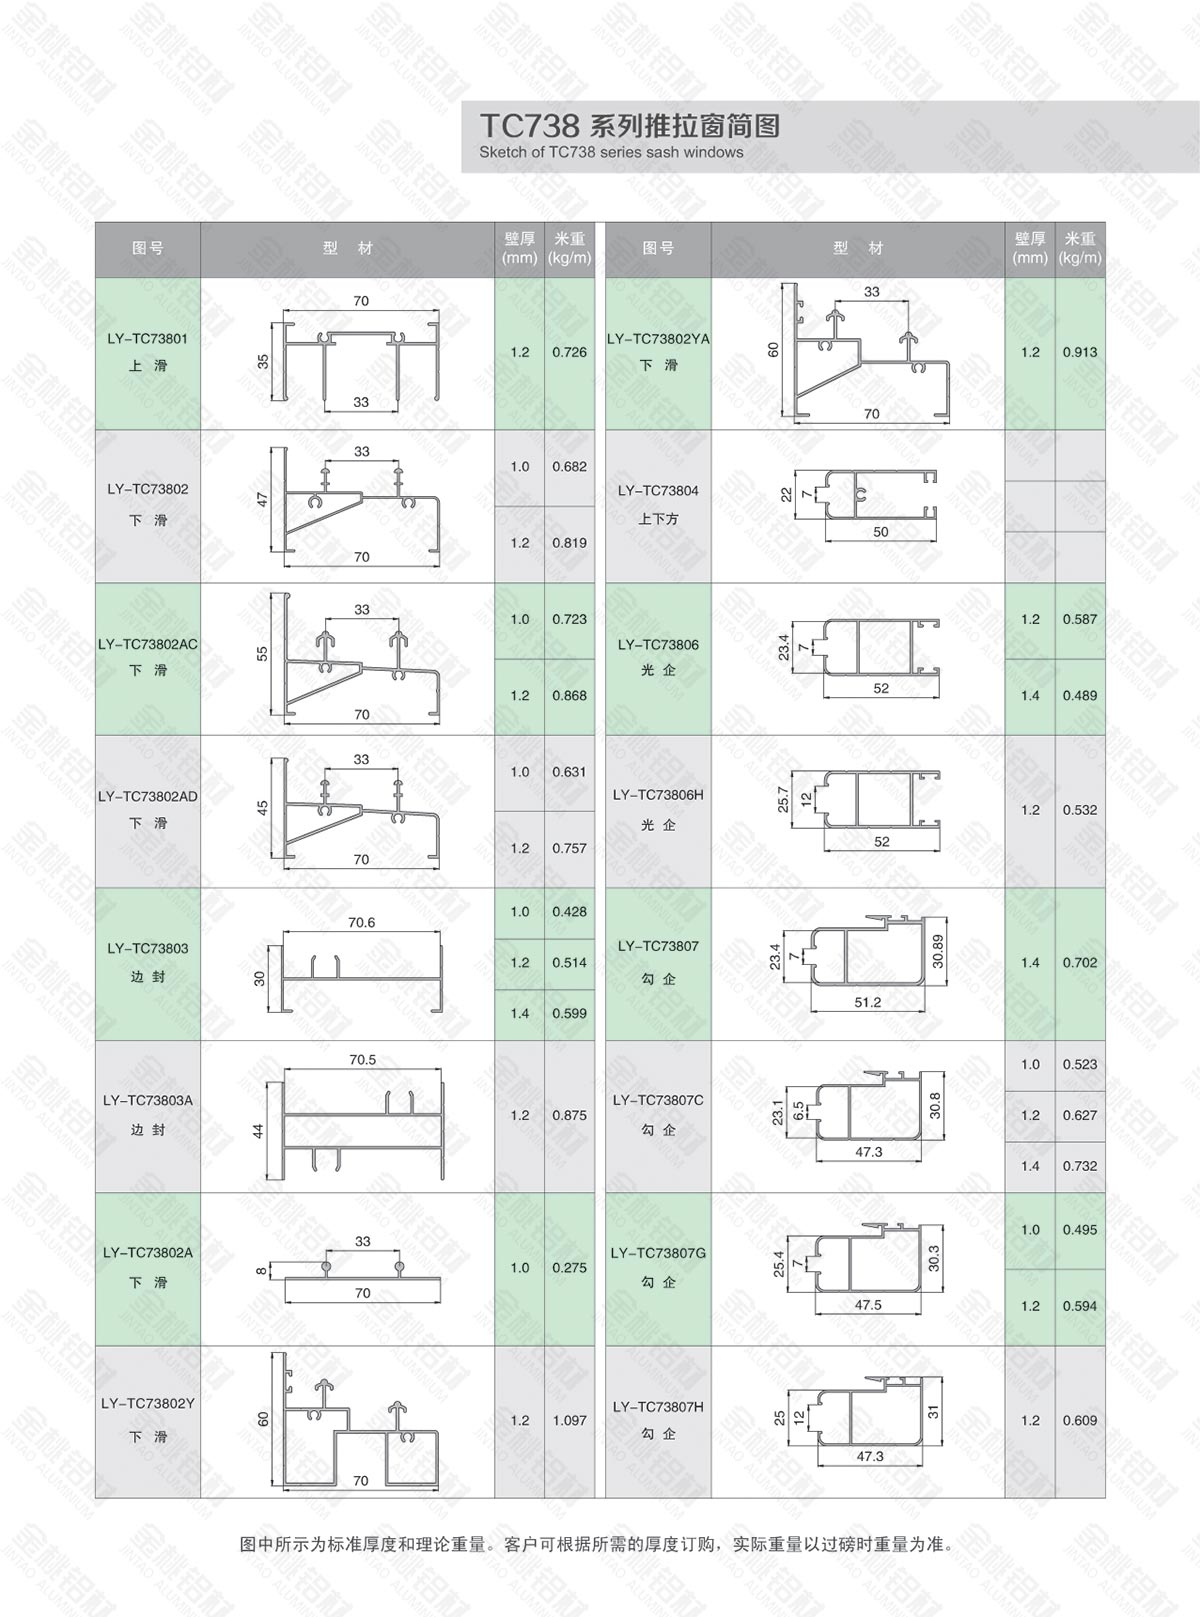 TC738 系列推拉窗简图
Sketch of TC738 series sash windows
图号 型 材 壁厚 (mm) 米重 (kg/m)
图号 型 材 壁厚 (mm) 米重 (kg/m)
LY-TC73801
上 滑
70
35
33
1.2 0.726
LY-TC73802YA
下 滑
33
60
70
1.2 0.913
LY-TC73802
下 滑
33
47
70
1.0 0.682
1.2 0.819
LY-TC73804
上下方
22
7
50
LY-TC73802AC
下 滑
33
55
70
1.0 0.723
1.2 0.868
LY-TC73806
光 企
23.4
7
52
1.2 0.587
1.4 0.489
LY-TC73802AD
下 滑
33
45
70
1.0 0.631
1.2 0.757
LY-TC73806H
光 企
25.7
12
52
1.2 0.532
LY-TC73803
边 封
70.6
30
1.0 0.428
1.2 0.514
1.4 0.599
LY-TC73807
勾 企
23.4
7
30.89
51.2
1.4 0.702
LY-TC73803A
边 封
70.5
44
1.2 0.875
LY-TC73807C
勾 企
23.1
6.5
30.8
47.3
1.0 0.523
1.2 0.627
1.4 0.732
LY-TC73802A
下 滑
33
8
70
1.0 0.275
LY-TC73807G
勾 企
25.4
7
30.3
47.5
1.0 0.495
1.2 0.594
LY-TC73802Y
下 滑
60
70
1.2 1.097
LY-TC73807H
勾 企
25
12
31
47.3
1.2 0.609
图中所示为标准厚度和理论重量。客户可根据所需的厚度订购，实际重量以过磅时重量为准。
金桃铝材
JINTAO ALUMINIUM